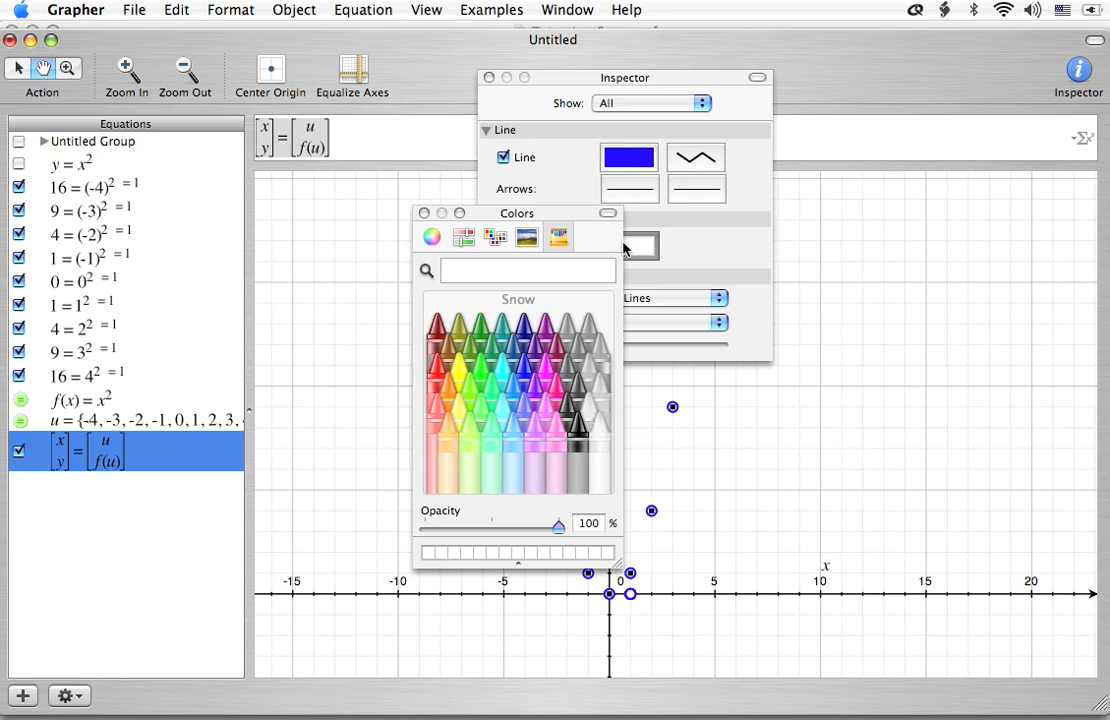 Grapher File Edit Format Object Equation View Examples Window Help
Untitled
Action Zoom In Zoom Out Center Origin Equalize Axes Inspector
Inspector
Show: All
Line
Line
Arrows:
Lines
Equations
Untitled Group
y = x²
16 = (-4)² = 1
9 = (-3)² = 1
4 = (-2)² = 1
1 = (-1)² = 1
0 = 0² = 1
1 = 1² = 1
4 = 2² = 1
9 = 3² = 1
16 = 4² = 1
f(x) = x²
u = {-4, -3, -2, -1, 0, 1, 2, 3,
[x y] = [u f(u)]
[x y] = [u f(u)]
Σx²
Colors
Snow
Opacity
100 %
x
-15 -10 -5 0 5 10 15 20